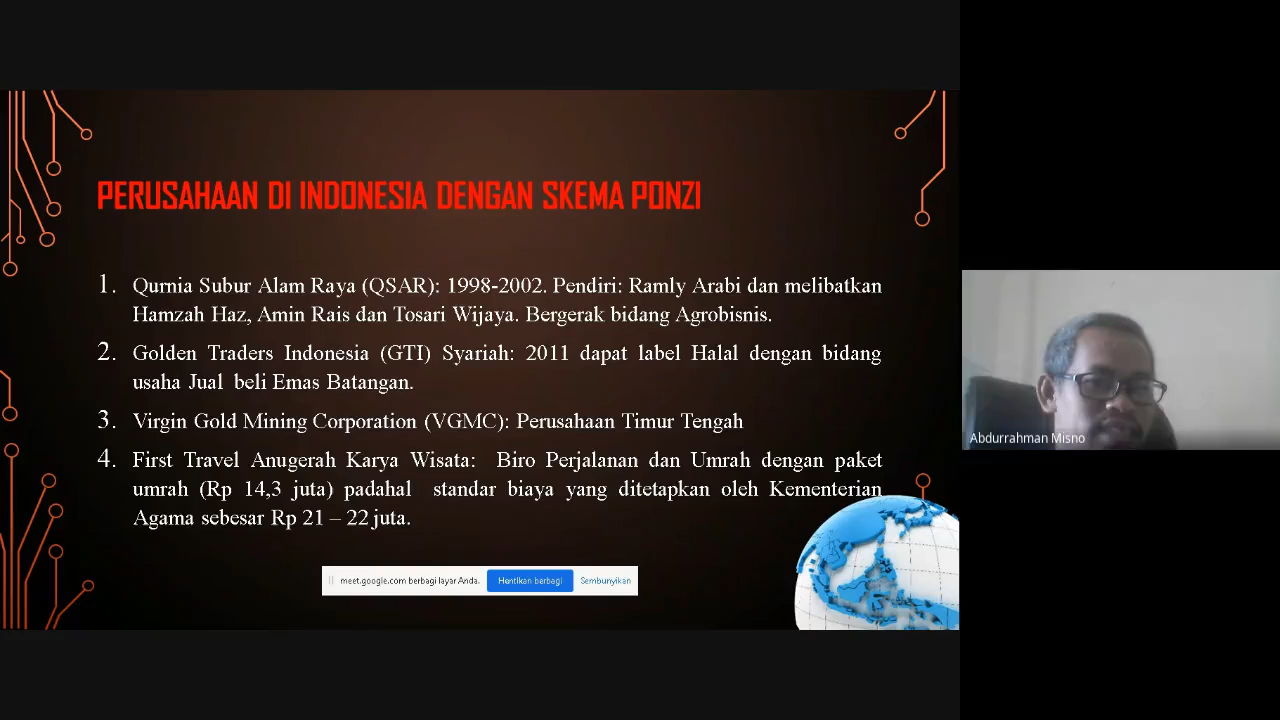 PERUSAHAAN DI INDONESIA DENGAN SKEMA PONZI
1. Qurnia Subur Alam Raya (QSAR): 1998-2002. Pendiri: Ramly Arabi dan melibatkan
Hamzah Haz, Amin Rais dan Tosari Wijaya. Bergerak bidang Agrobisnis.
2. Golden Traders Indonesia (GTI) Syariah: 2011 dapat label Halal dengan bidang
usaha Jual beli Emas Batangan.
3. Virgin Gold Mining Corporation (VGMC): Perusahaan Timur Tengah
4. First Travel Anugerah Karya Wisata: Biro Perjalanan dan Umrah dengan paket
umrah (Rp 14,3 juta) padahal standar biaya yang ditetapkan oleh Kementerian
Agama sebesar Rp 21 – 22 juta.
meet.google.com berbagi layar Anda. Hentikan berbagi Sembunyikan
Abdurrahman Misno